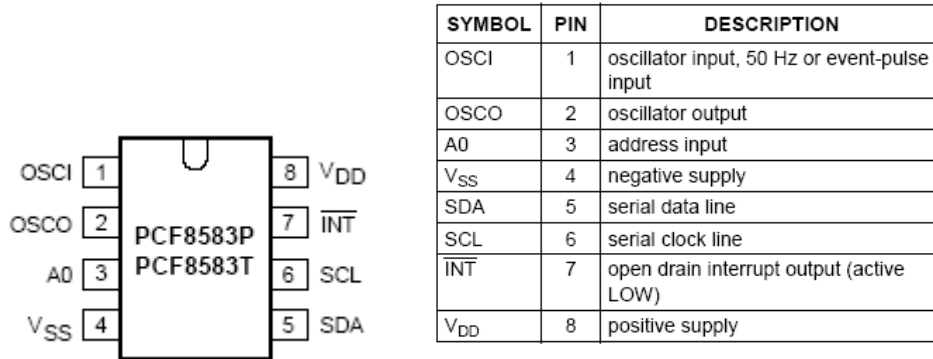 OSCI 1
OSCO 2
A0 3
VSS 4
PCF8583P
PCF8583T
8 VDD
7 INT
6 SCL
5 SDA
SYMBOL PIN DESCRIPTION
OSCI 1 oscillator input, 50 Hz or event-pulse
input
OSCO 2 oscillator output
A0 3 address input
VSS 4 negative supply
SDA 5 serial data line
SCL 6 serial clock line
INT 7 open drain interrupt output (active
LOW)
VDD 8 positive supply